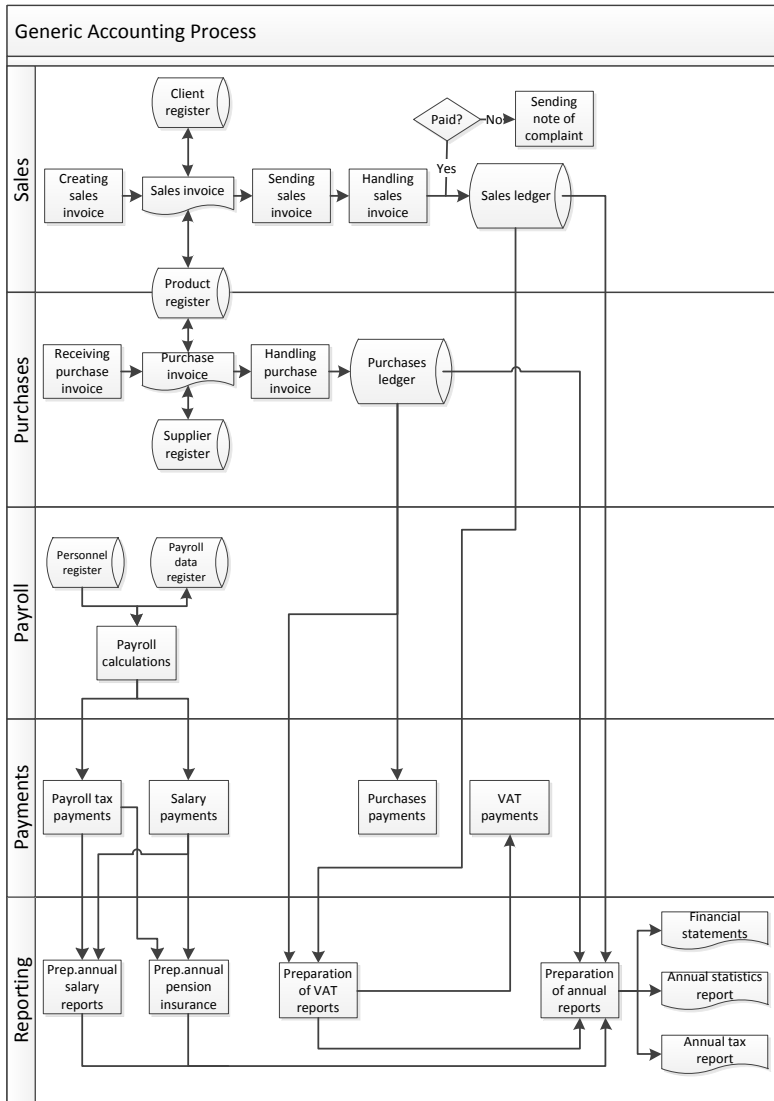 Generic Accounting Process
Sales
Client
register
Paid?
No
Sending
note of
complaint
Yes
Creating
sales
invoice
Sales invoice
Sending
sales
invoice
Handling
sales
invoice
Sales ledger
Product
register
Purchases
Receiving
purchase
invoice
Purchase
invoice
Handling
purchase
invoice
Purchases
ledger
Supplier
register
Payroll
Personnel
register
Payroll
data
register
Payroll
calculations
Payments
Payroll tax
payments
Salary
payments
Purchases
payments
VAT
payments
Reporting
Prep.annual
salary
reports
Prep.annual
pension
insurance
Preparation
of VAT
reports
Preparation
of annual
reports
Financial
statements
Annual statistics
report
Annual tax
report